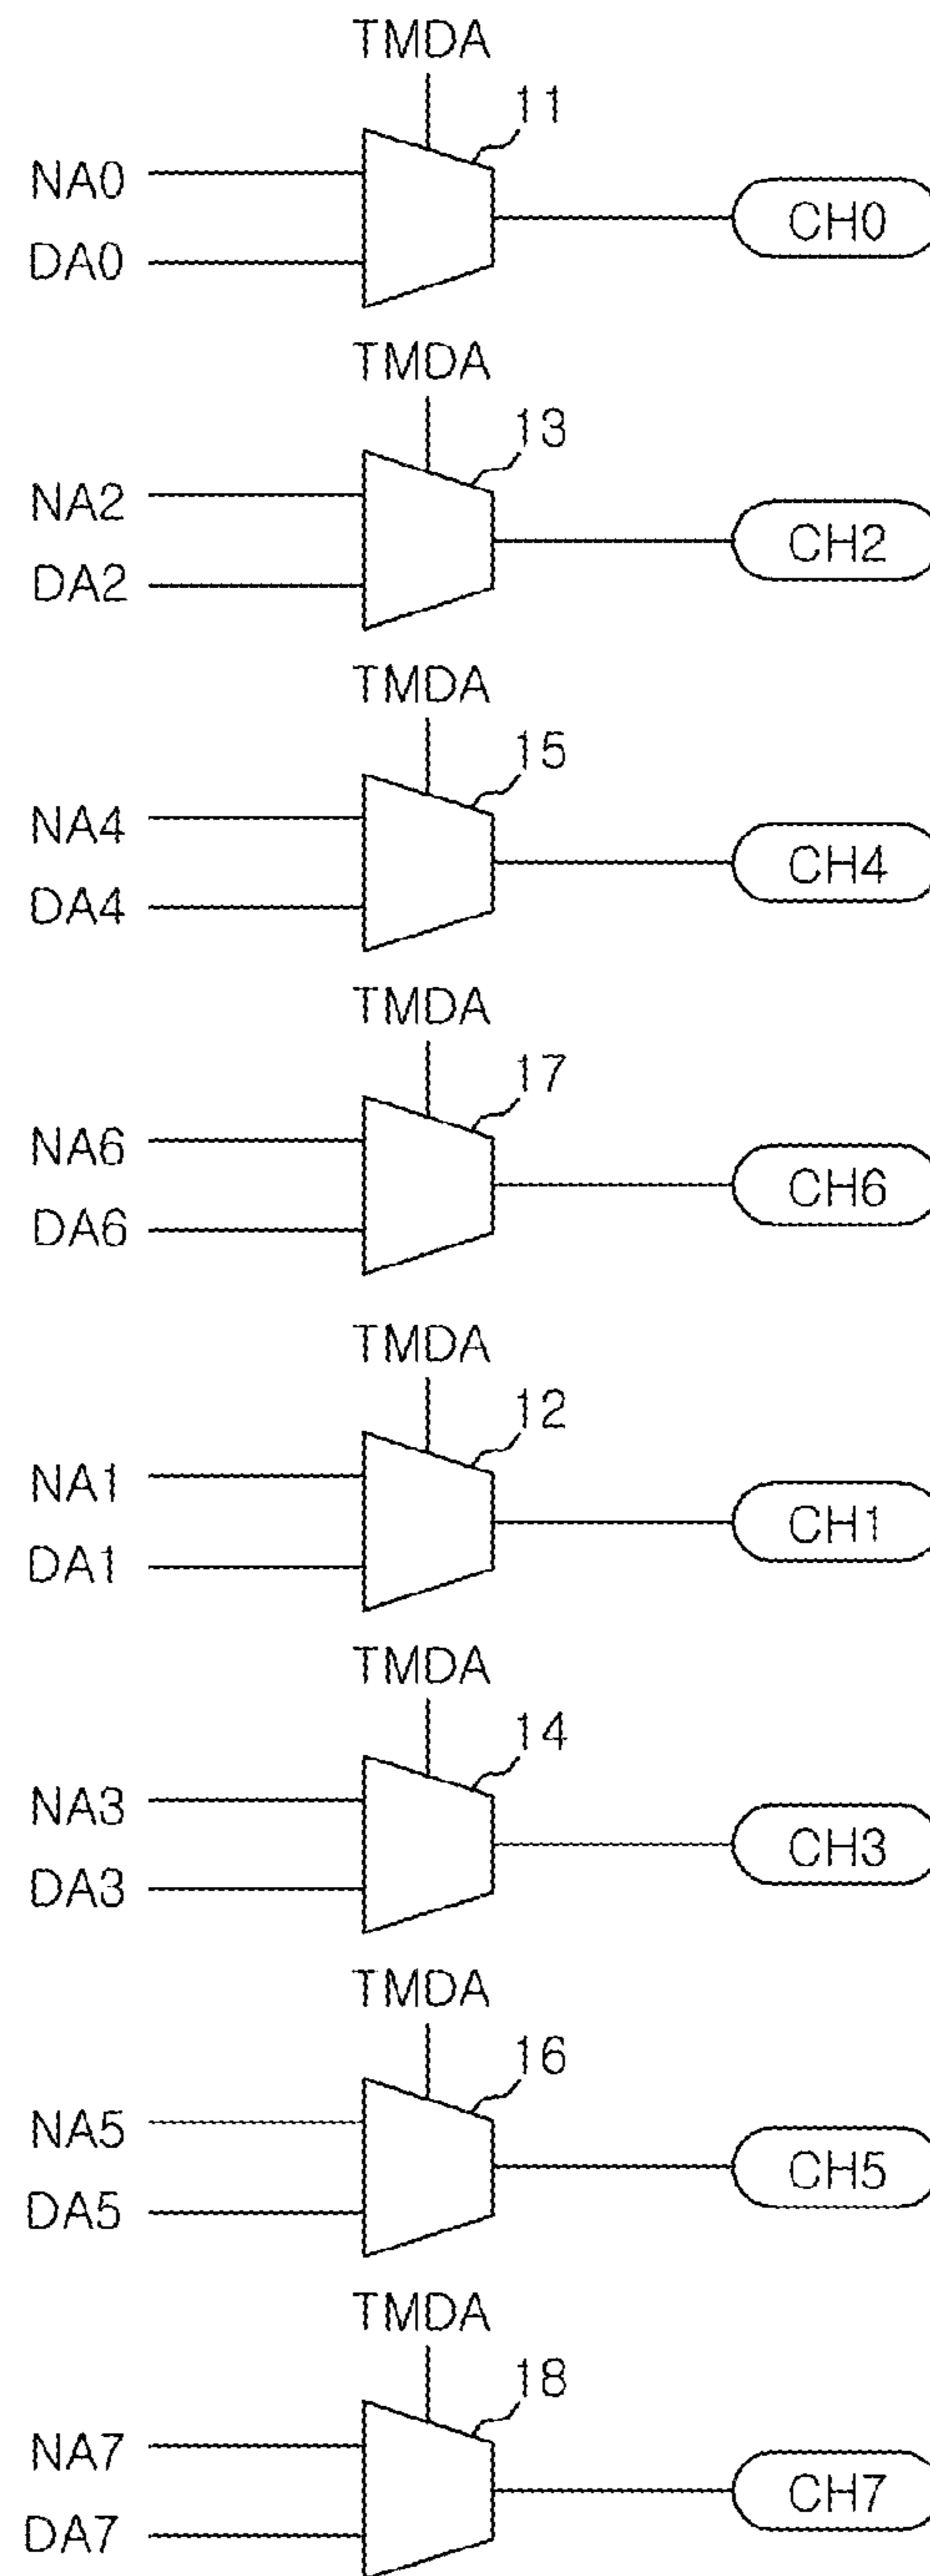 TMDA
11
NA0
CH0
DA0
TMDA
13
NA2
CH2
DA2
TMDA
15
NA4
CH4
DA4
TMDA
17
NA6
CH6
DA6
TMDA
12
NA1
CH1
DA1
TMDA
14
NA3
CH3
DA3
TMDA
16
NA5
CH5
DA5
TMDA
18
NA7
CH7
DA7